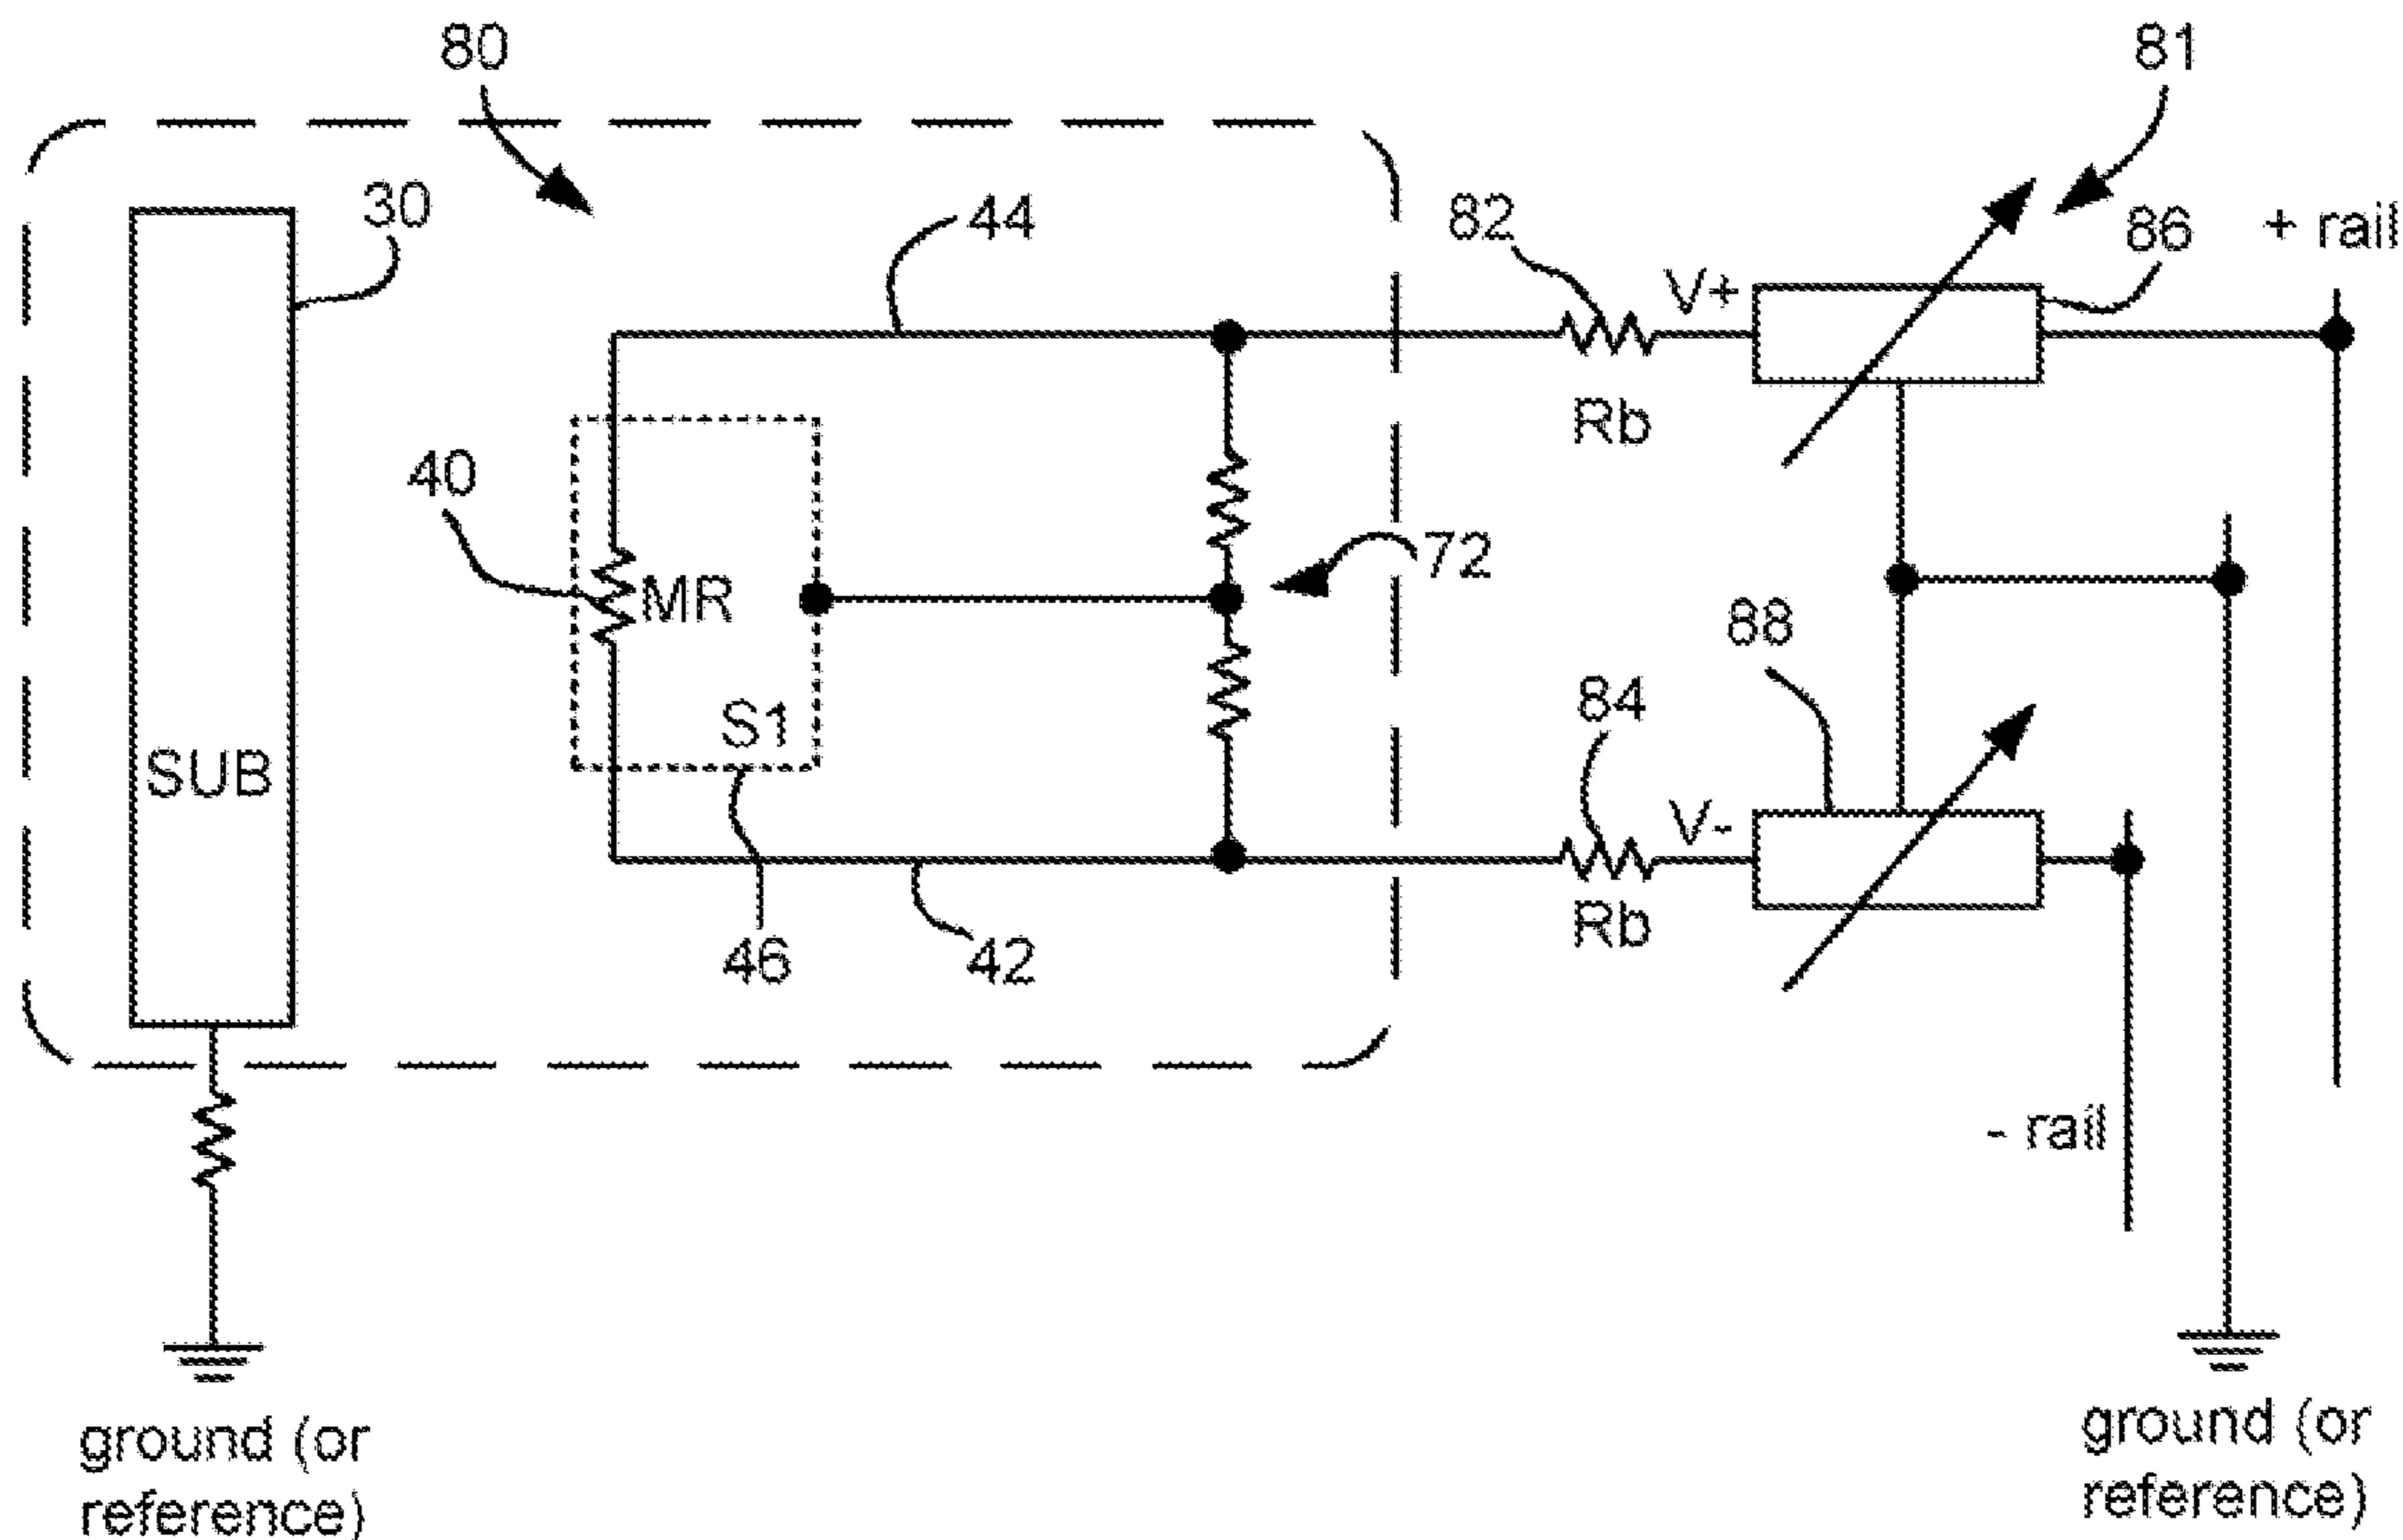 80
81
30
44
82
86
+ rail
V+
Rb
40
MR
72
88
S1
84
SUB
V-
Rb
46
42
- rail
ground (or
reference)
ground (or
reference)